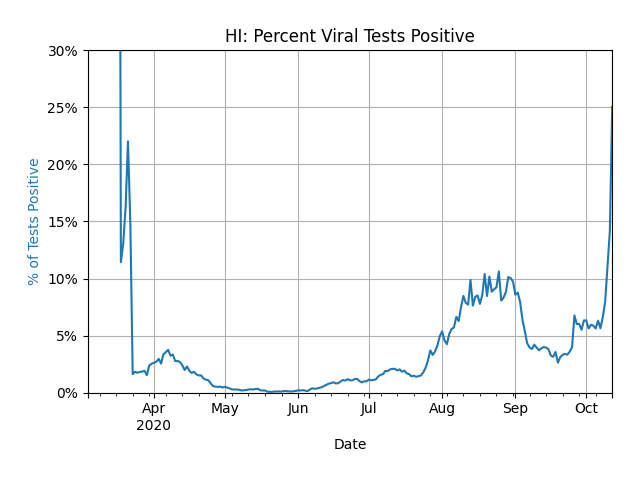 HI: Percent Viral Tests Positive
% of Tests Positive
30%
25%
20%
15%
10%
5%
0%
Apr May Jun Jul Aug Sep Oct
2020
Date